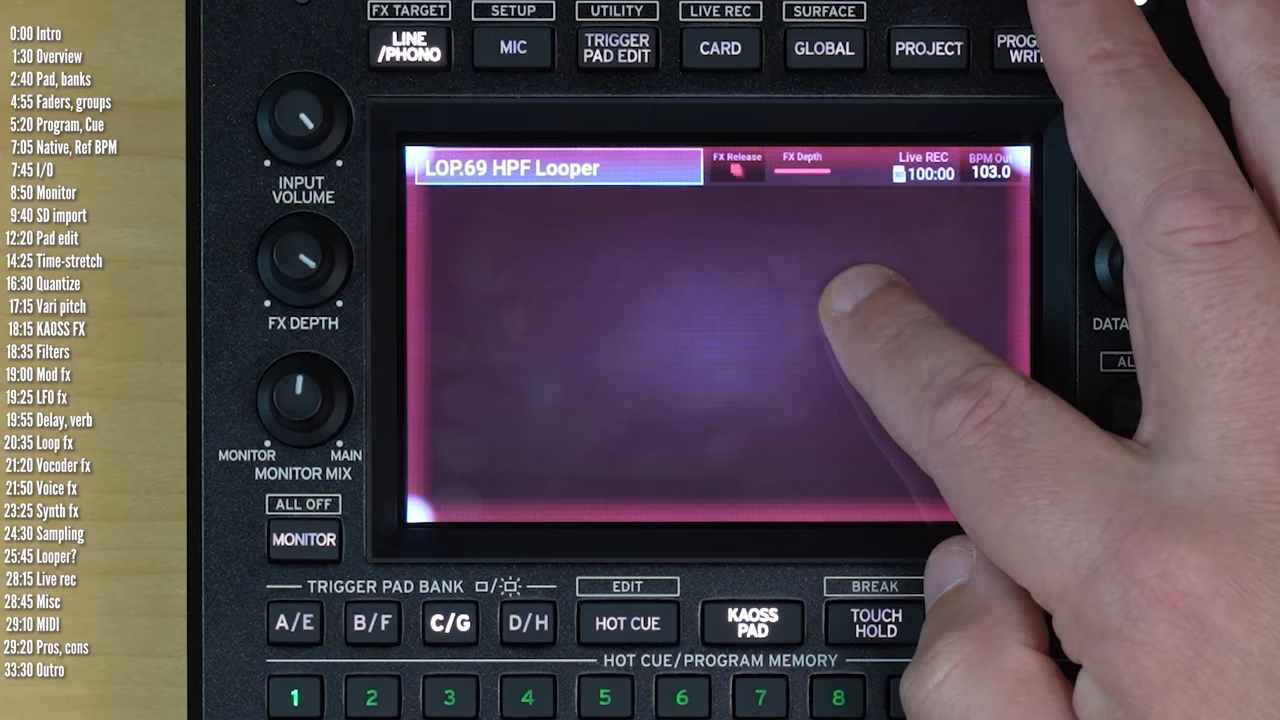 0:00 Intro
1:30 Overview
2:40 Pad, banks
4:55 Faders, groups
5:20 Program, Cue
7:05 Native, Ref BPM
7:45 I/O
8:50 Monitor
9:40 SD import
12:20 Pad edit
14:25 Time-stretch
16:30 Quantize
17:15 Vari pitch
18:15 KAOSS FX
18:35 Filters
19:00 Mod fx
19:25 LFO fx
19:55 Delay, verb
20:35 Loop fx
21:20 Vocoder fx
21:50 Voice fx
23:25 Synth fx
24:30 Sampling
25:45 Looper?
28:15 Live rec
28:45 Misc
29:10 MIDI
29:20 Pros, cons
33:30 Outro
FX TARGET SETUP UTILITY LIVE REC SURFACE
LINE /PHONO MIC TRIGGER PAD EDIT CARD GLOBAL PROJECT
INPUT VOLUME
FX DEPTH
MONITOR MAIN
MONITOR MIX
ALL OFF
MONITOR
LOP.69 HPF Looper
FX Release
FX Depth
Live REC
100:00
BPM Out
103.0
TRIGGER PAD BANK
A/E B/F C/G D/H
EDIT
HOT CUE
KAOSS PAD
BREAK
TOUCH HOLD
HOT CUE/PROGRAM MEMORY
1 2 3 4 5 6 7 8